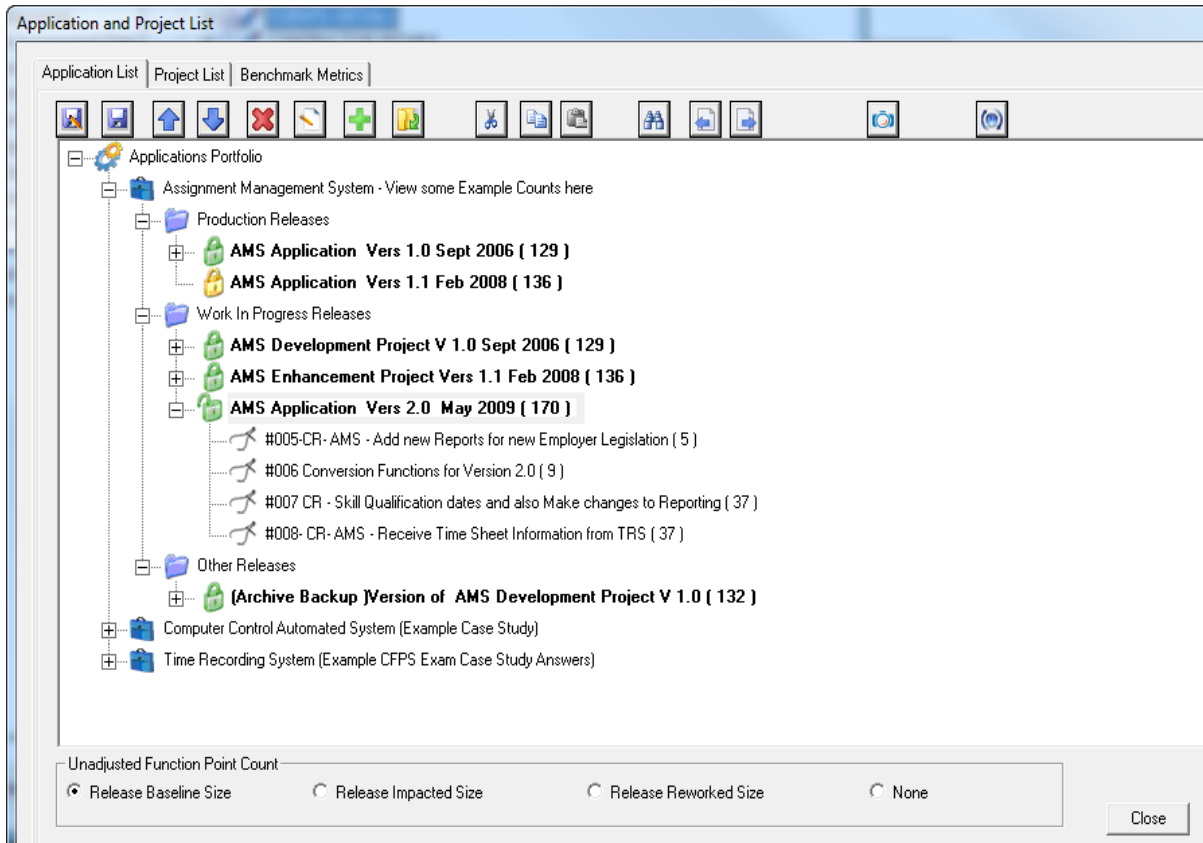 Application and Project List
Application List Project List Benchmark Metrics
Applications Portfolio
Assignment Management System - View some Example Counts here
Production Releases
AMS Application Vers 1.0 Sept 2006 ( 129 )
AMS Application Vers 1.1 Feb 2008 ( 136 )
Work In Progress Releases
AMS Development Project V 1.0 Sept 2006 ( 129 )
AMS Enhancement Project Vers 1.1 Feb 2008 ( 136 )
AMS Application Vers 2.0 May 2009 ( 170 )
#005-CR- AMS - Add new Reports for new Employer Legislation ( 5 )
#006 Conversion Functions for Version 2.0 ( 9 )
#007 CR - Skill Qualification dates and also Make changes to Reporting ( 37 )
#008- CR- AMS - Receive Time Sheet Information from TRS ( 37 )
Other Releases
(Archive Backup )Version of AMS Development Project V 1.0 ( 132 )
Computer Control Automated System (Example Case Study)
Time Recording System (Example CFPS Exam Case Study Answers)
Unadjusted Function Point Count
Release Baseline Size Release Impacted Size Release Reworked Size None
Close